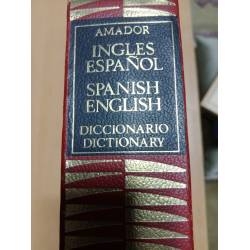 AMADOR
INGLES
ESPAÑOL
SPANISH
ENGLISH
DICCIONARIO
DICTIONARY